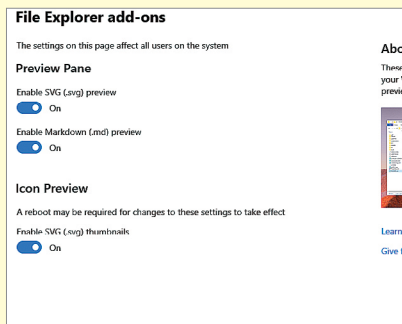 File Explorer add-ons
The settings on this page affect all users on the system
Preview Pane
Enable SVG (.svg) preview
On
Enable Markdown (.md) preview
On
Icon Preview
A reboot may be required for changes to these settings to take effect
Enable SVG (.svg) thumbnails
On
Abo
These
your
previ
Learn
Give